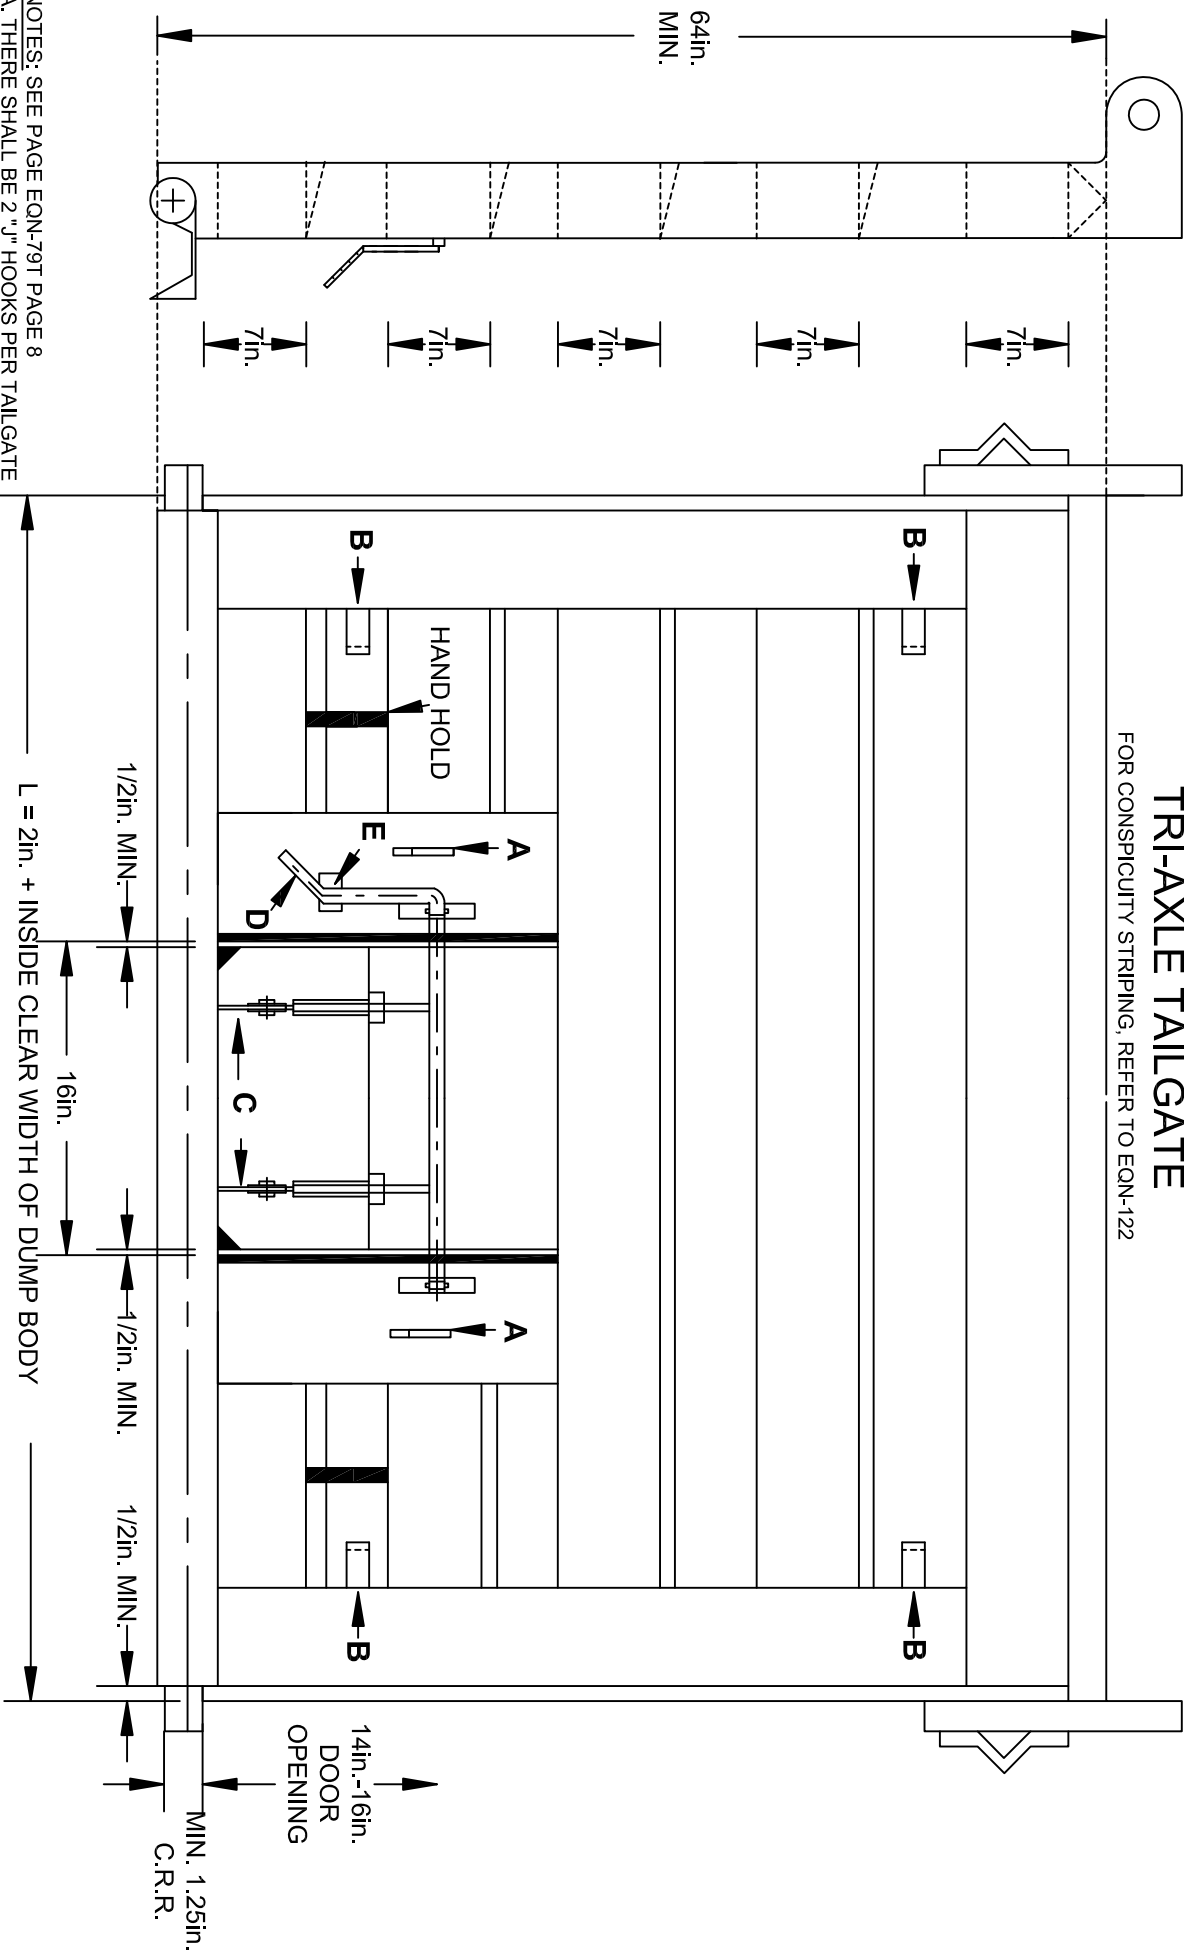 TRI-AXLE TAILGATE
FOR CONSPICUITY STRIPING, REFER TO EQN-122
64in.
MIN.
7in.
7in.
7in.
7in.
7in.
B
B
B
B
HAND HOLD
A
A
E
D
C
14in.-16in.
DOOR
OPENING
MIN. 1.25in.
C.R.R.
1/2in. MIN.
1/2in. MIN.
1/2in. MIN.
16in.
L = 2in. + INSIDE CLEAR WIDTH OF DUMP BODY
NOTES: SEE PAGE EQN-79T PAGE 8
A. THERE SHALL BE 2 "J" HOOKS PER TAILGATE